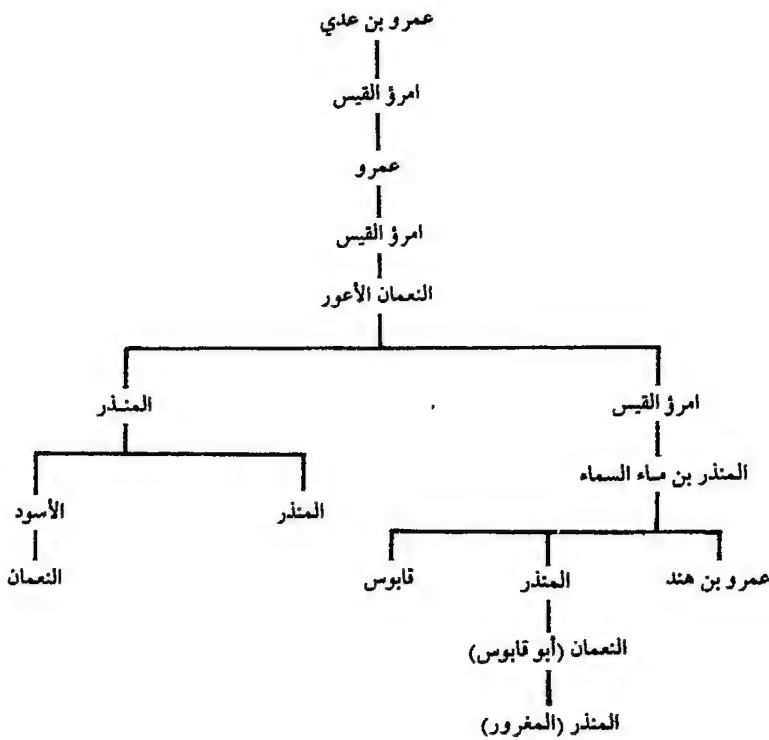 عمرو بن عدي
امرؤ القيس
عمرو
امرؤ القيس
النعمان الأعور
امرؤ القيس
المنذر
المنذر بن ماء السماء
المنذر
الأسود
عمرو بن هند
المنذر
قابوس
النعمان
النعمان (أبو قابوس)
المنذر (المغرور)